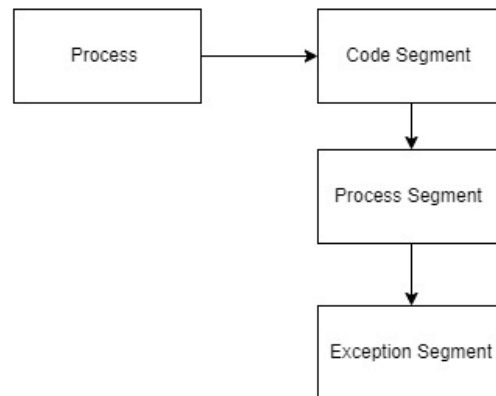 Process
Code Segment
Process Segment
Exception Segment